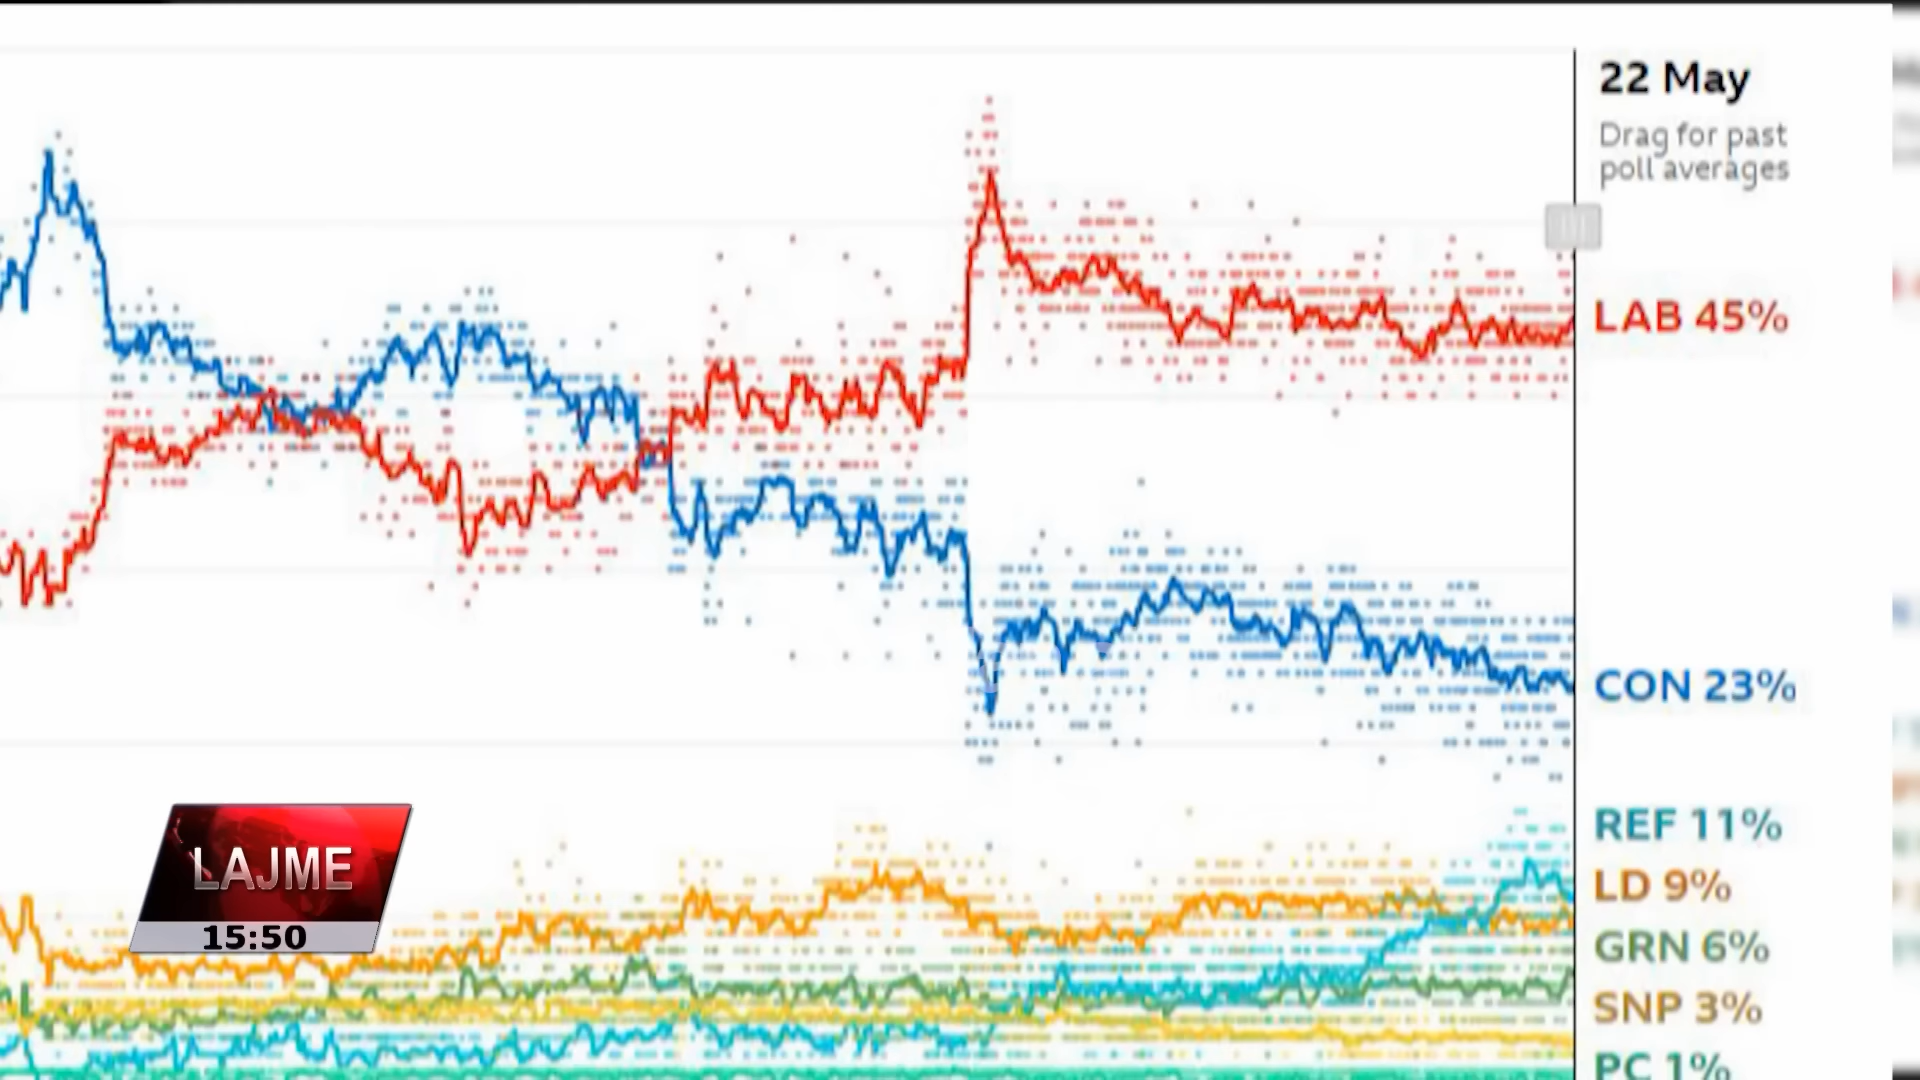 22 May
Drag for past
poll averages
LAB 45%
CON 23%
REF 11%
LD 9%
GRN 6%
SNP 3%
PC 1%
LAJME
15:50